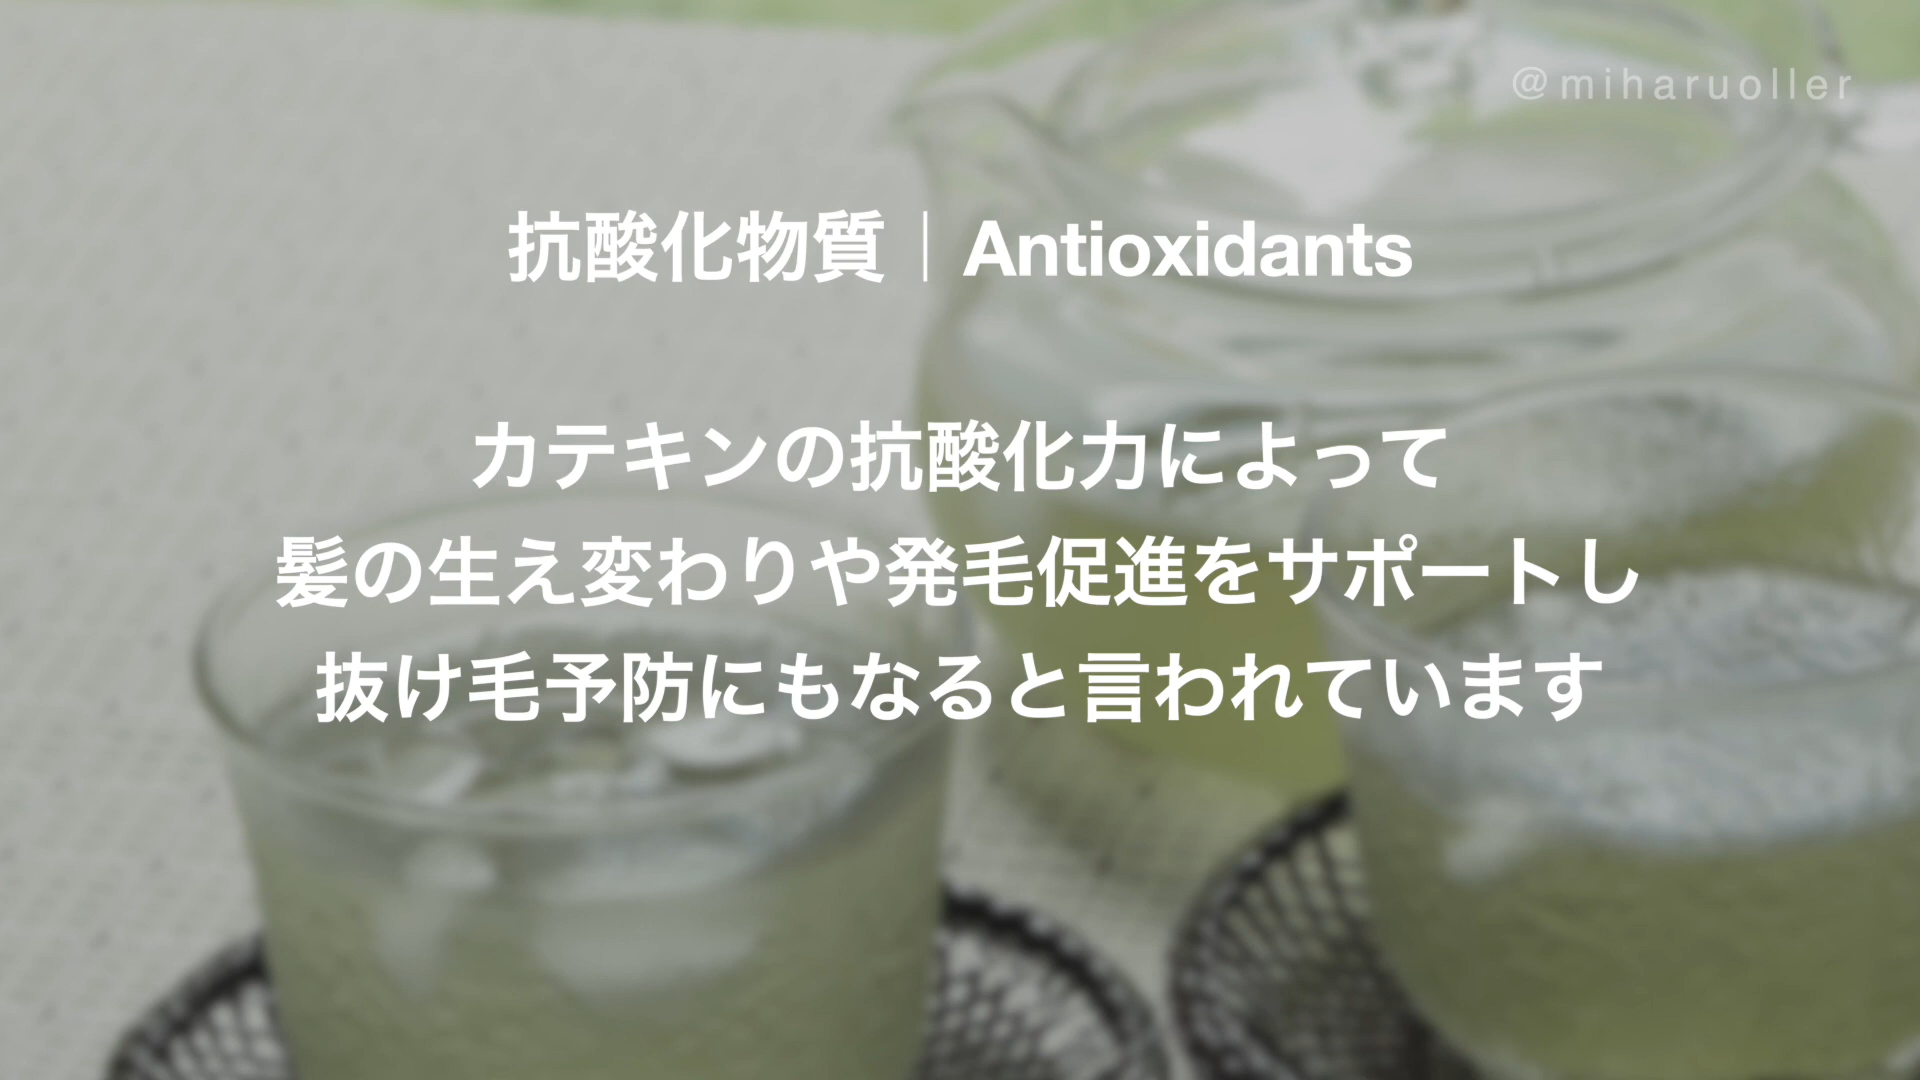 @miharuoller
抗酸化物質｜Antioxidants
カテキンの抗酸化力によって
髪の生え変わりや発毛促進をサポートし
抜け毛予防にもなると言われています